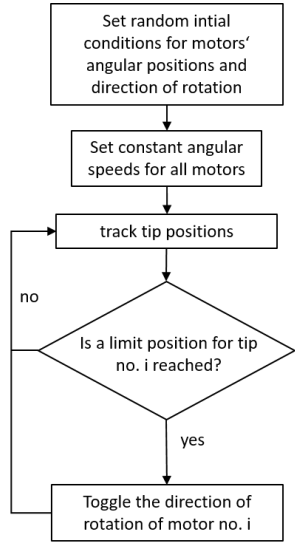 Set random intial
conditions for motors‘
angular positions and
direction of rotation
Set constant angular
speeds for all motors
track tip positions
no
Is a limit position for tip
no. i reached?
yes
Toggle the direction of
rotation of motor no. i